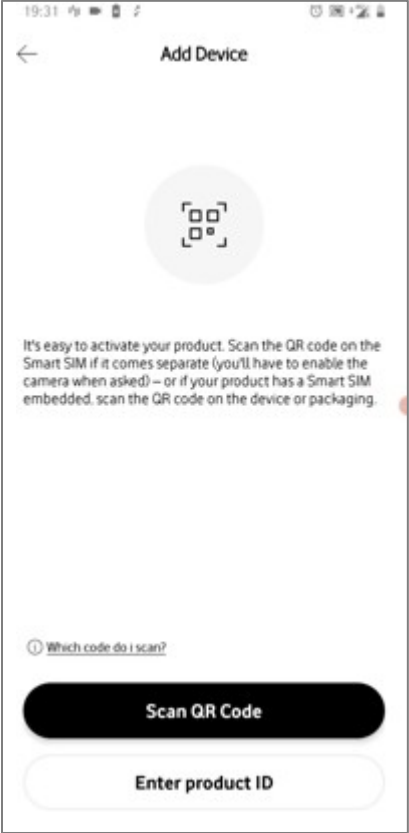 19:31
Add Device
It's easy to activate your product. Scan the QR code on the
Smart SIM if it comes separate (you'll have to enable the
camera when asked) – or if your product has a Smart SIM
embedded, scan the QR code on the device or packaging.
Which code do i scan?
Scan QR Code
Enter product ID